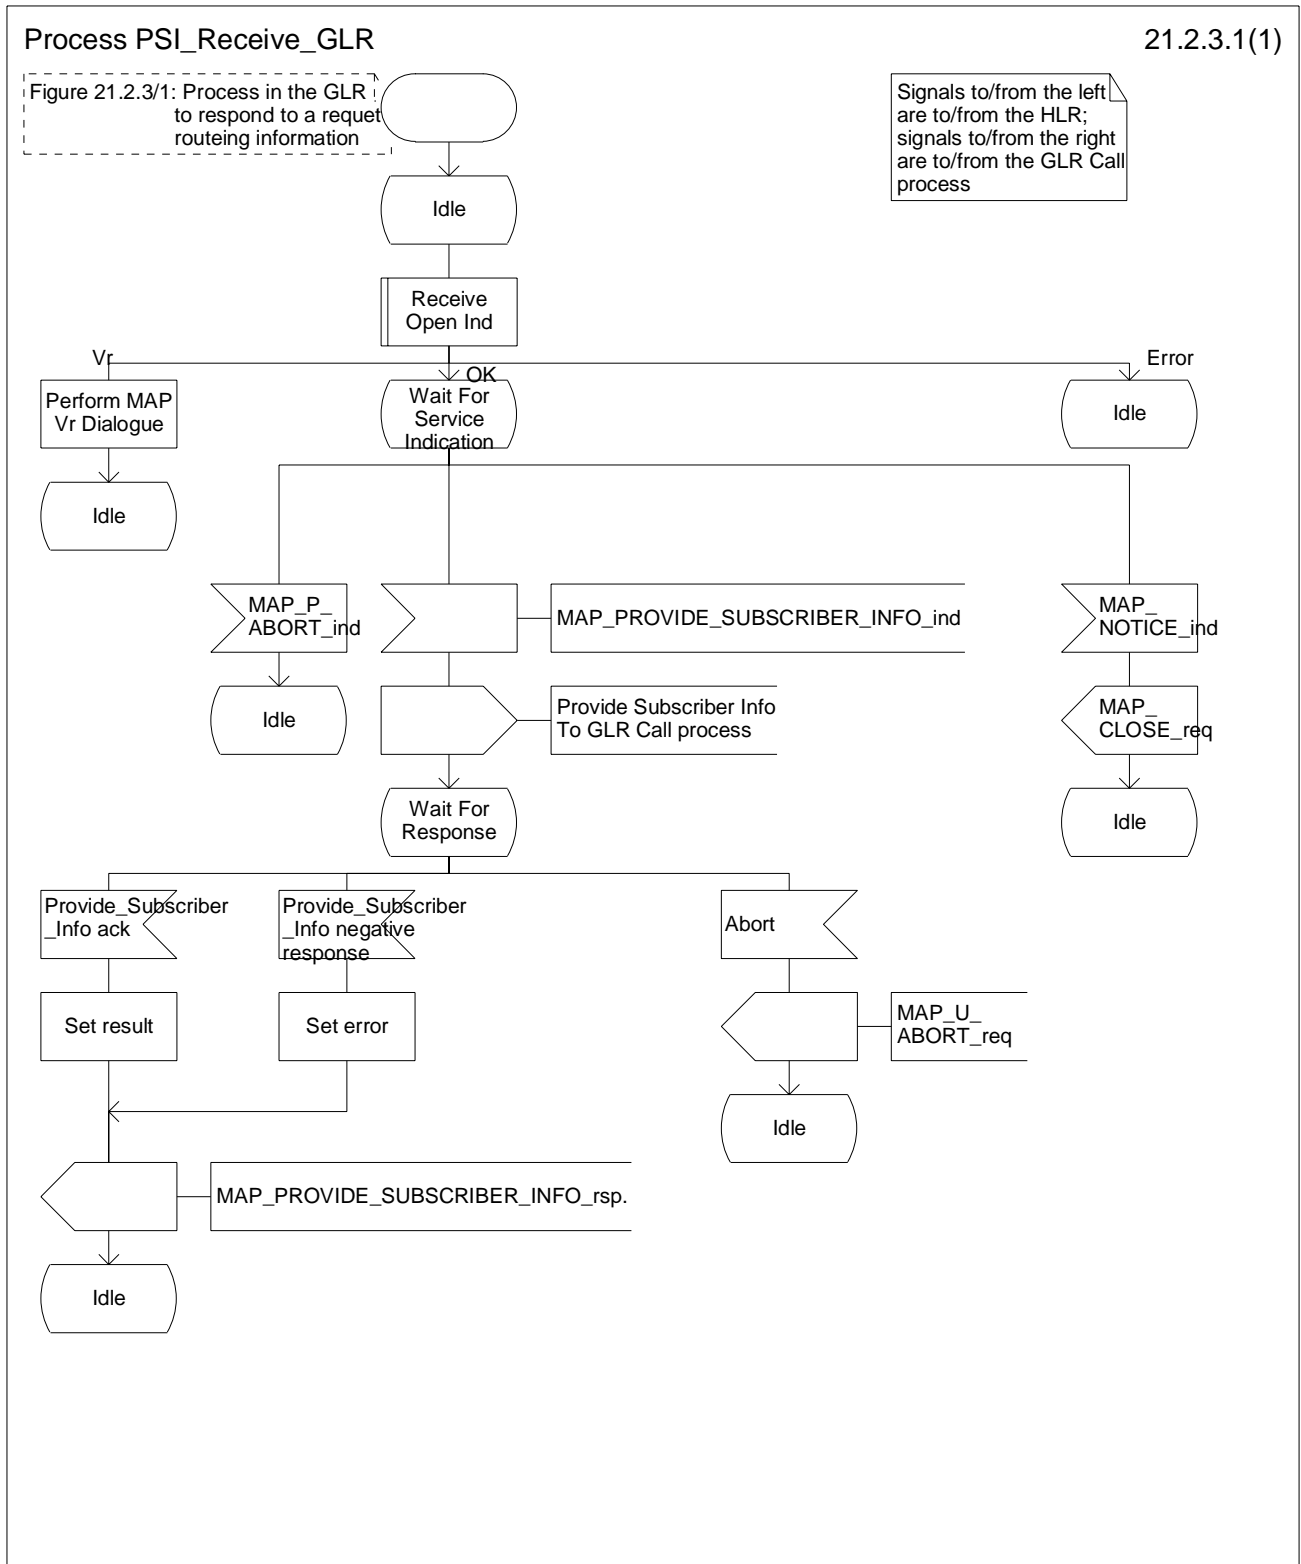 Process PSI_Receive_GLR
21.2.3.1(1)
Figure 21.2.3/1: Process in the GLR
to respond to a requet
routeing information
Signals to/from the left
are to/from the HLR;
signals to/from the right
are to/from the GLR Call
process
Idle
Receive
Open Ind
Vr
OK
Error
Perform MAP
Vr Dialogue
Wait For
Service
Indication
Idle
Idle
MAP_P_
ABORT_ind
MAP_PROVIDE_SUBSCRIBER_INFO_ind
MAP_
NOTICE_ind
Idle
Provide Subscriber Info
To GLR Call process
MAP_
CLOSE_req
Wait For
Response
Idle
Provide_Subscriber
_Info ack
Provide_Subscriber
_Info negative
response
Abort
Set result
Set error
MAP_U_
ABORT_req
Idle
MAP_PROVIDE_SUBSCRIBER_INFO_rsp.
Idle